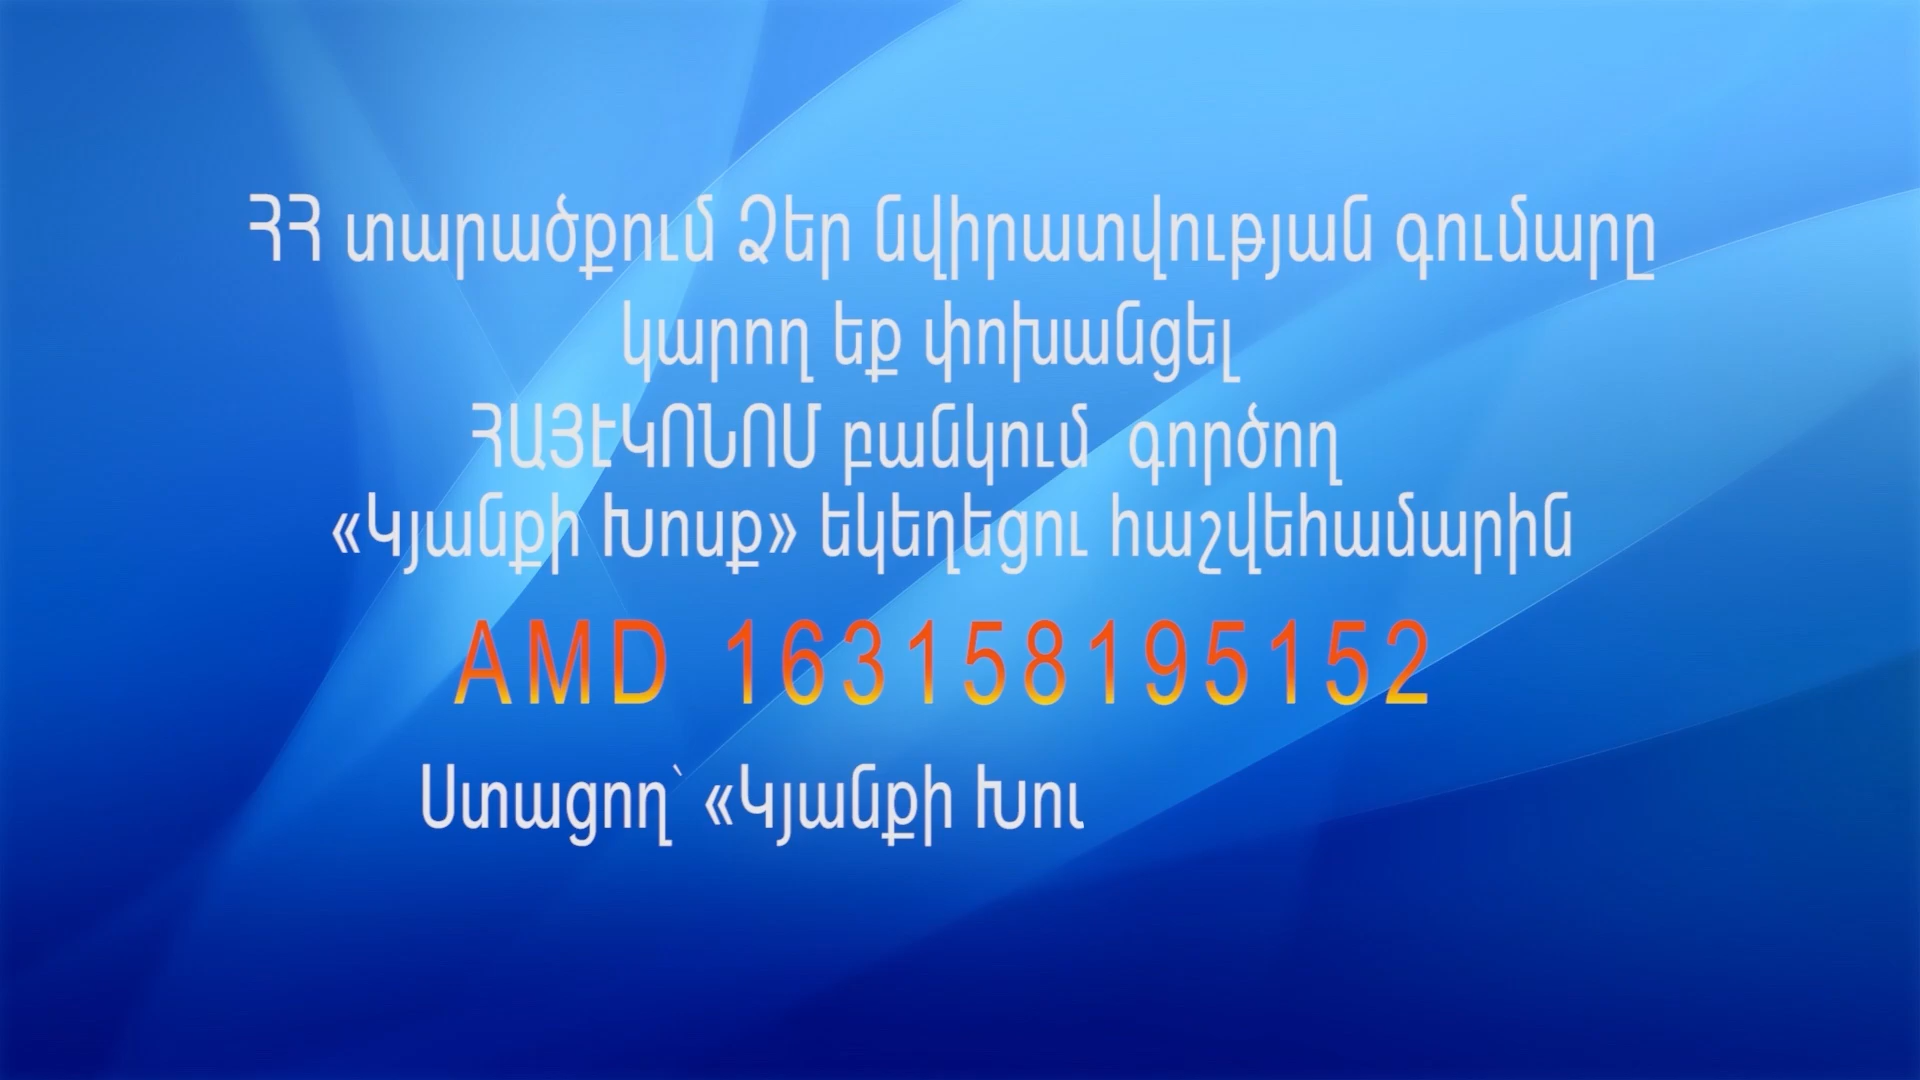 ՀՀ տարածքում Ձեր նվիրատվության գումարը
կարող եք փոխանցել
ՀԱՅԷԿՈՆՈՄ բանկում գործող
«Կյանքի Խոսք» եկեղեցու հաշվեհամարին
AMD 163158195152
Ստացող՝ «Կյանքի Խու